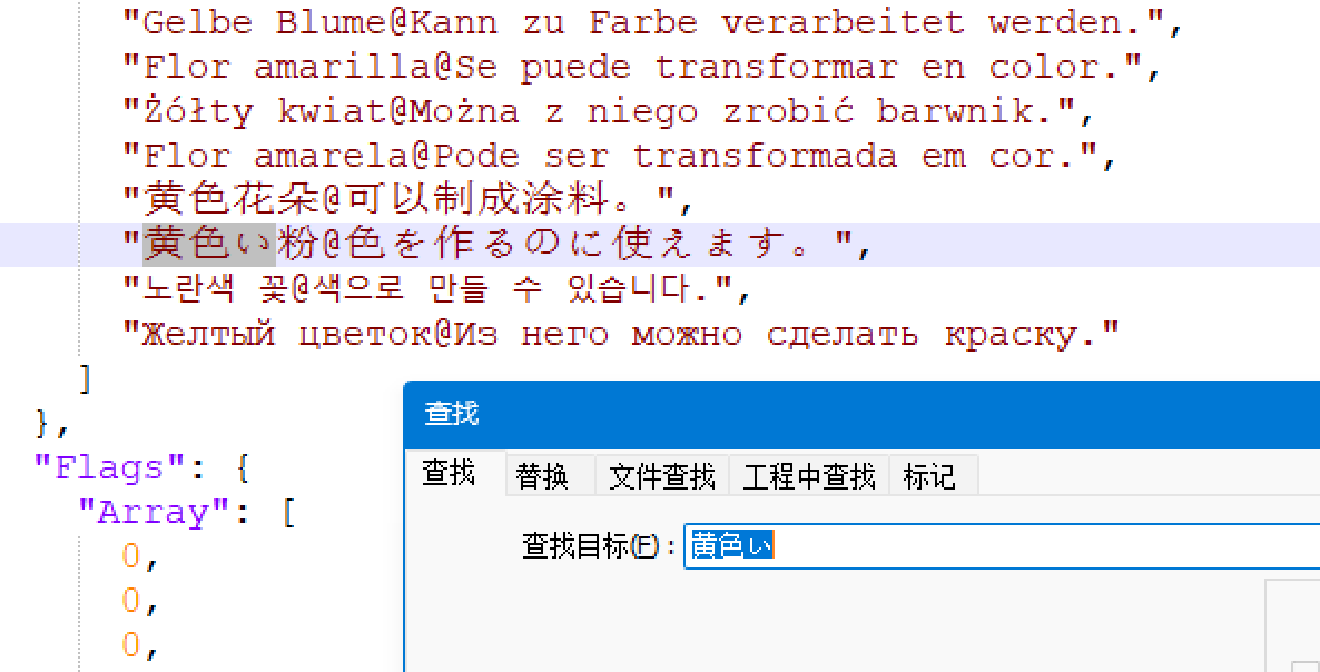 "Gelbe Blume@Kann zu Farbe verarbeitet werden.",
"Flor amarilla@Se puede transformar en color.",
"Żółty kwiat@Można z niego zrobić barwnik.",
"Flor amarela@Pode ser transformada em cor.",
"黄色花朵@可以制成涂料。",
"黄色い粉@色を作るのに使えます。",
"노란색 꽃@색으로 만들 수 있습니다.",
"Желтый цветок@Из него можно сделать краску."
]
},
"Flags": {
"Array": [
0,
0,
0,
查找
查找 替换 文件查找 工程中查找 标记
查找目标(F): 黄色い